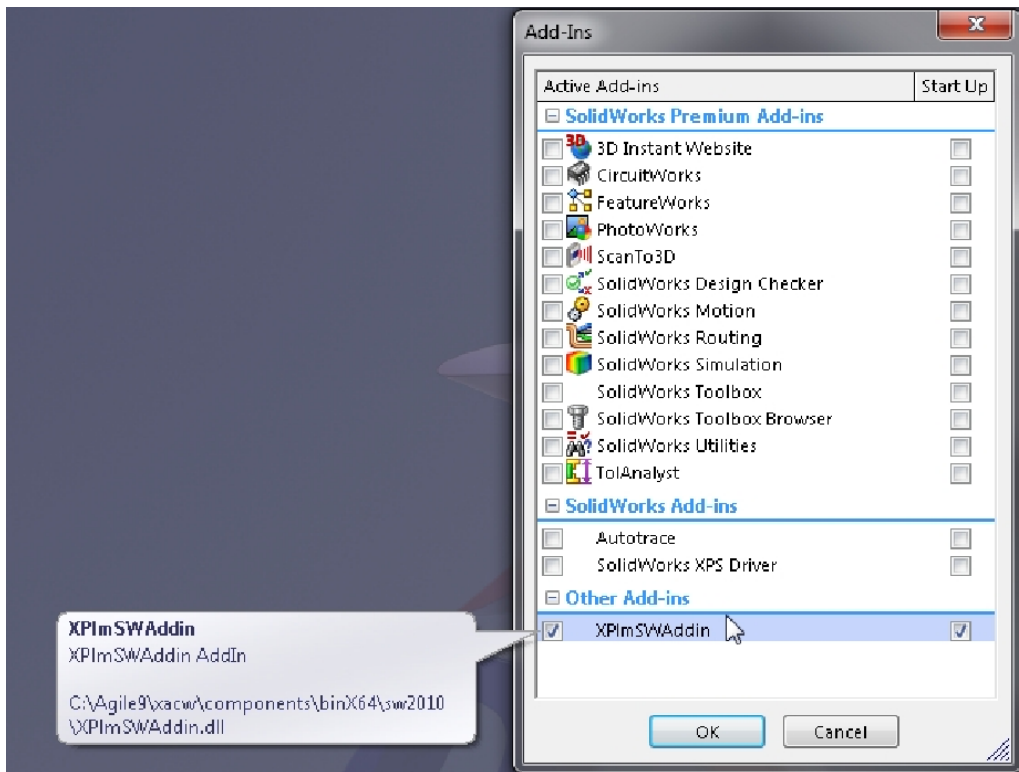 Add-Ins
Active Add-ins Start Up
SolidWorks Premium Add-ins
3D Instant Website
CircuitWorks
FeatureWorks
PhotoWorks
ScanTo3D
SolidWorks Design Checker
SolidWorks Motion
SolidWorks Routing
SolidWorks Simulation
SolidWorks Toolbox
SolidWorks Toolbox Browser
SolidWorks Utilities
TolAnalyst
SolidWorks Add-ins
Autotrace
SolidWorks XPS Driver
Other Add-ins
XPlmSWAddin
XPlmSWAddin
XPlmSWAddin AddIn
C:\Agile9\xacw\components\binX64\sw2010
\XPlmSWAddin.dll
OK Cancel